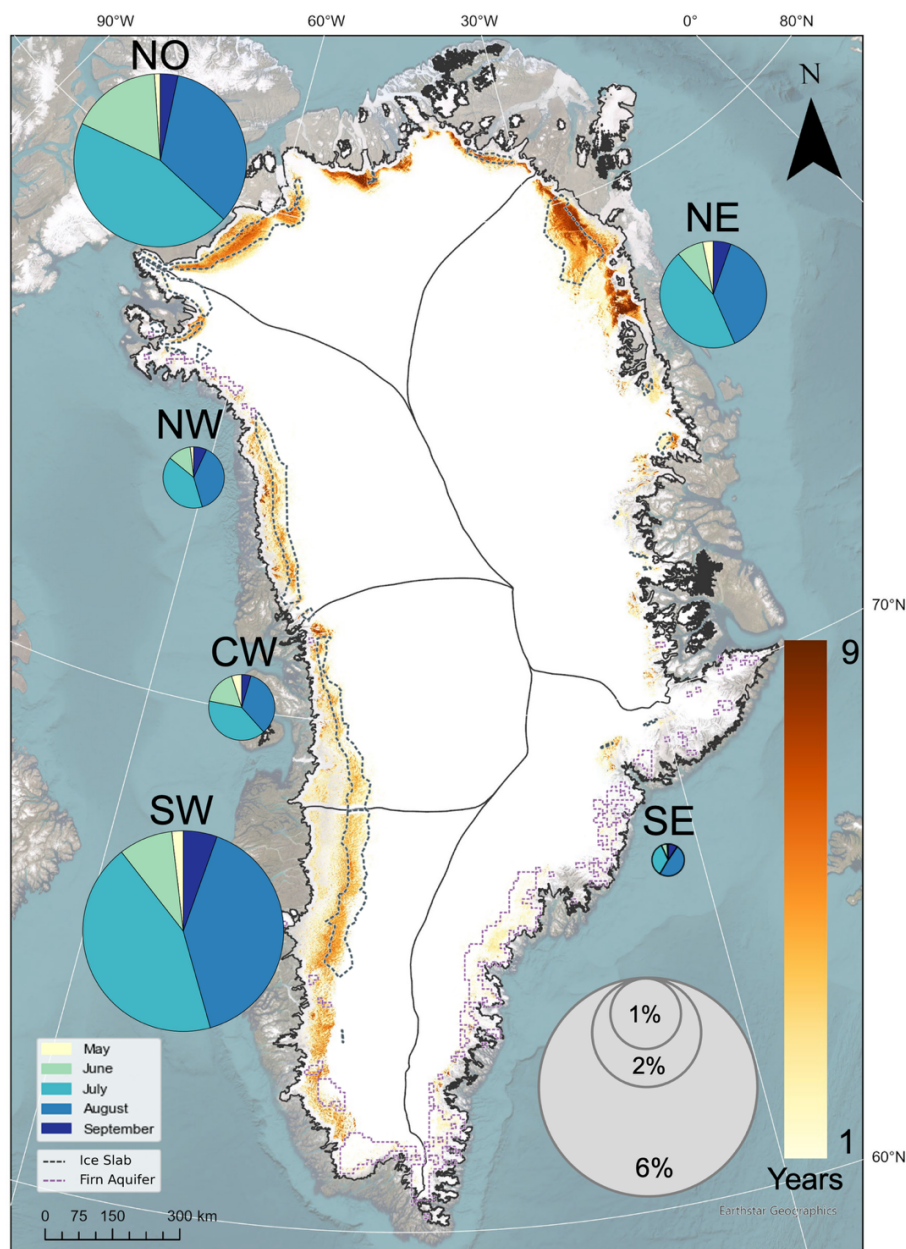 90°W
60°W
30°W
0°
80°N
NO
N
NE
NW
70°N
CW
9
SW
SE
1%
2%
6%
May
June
July
August
September
Ice Slab
Firn Aquifer
1
60°N
Years
0 75 150 300 km
Earthstar Geographics